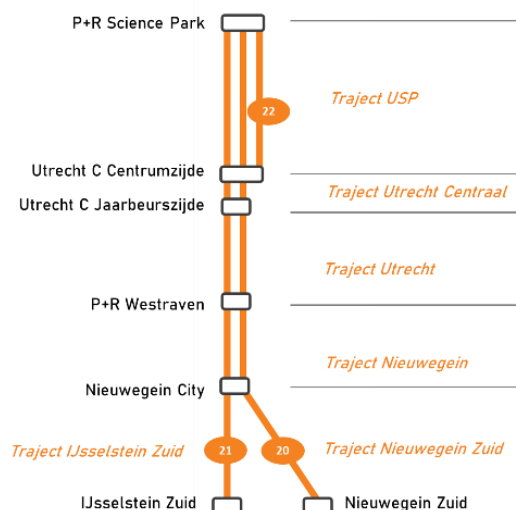 P+R Science Park
Traject USP
22
Utrecht C Centrumzijde
Traject Utrecht Centraal
Utrecht C Jaarbeurszijde
Traject Utrecht
P+R Westraven
Traject Nieuwegein
Nieuwegein City
Traject IJsselstein Zuid
21
20
Traject Nieuwegein Zuid
IJsselstein Zuid
Nieuwegein Zuid